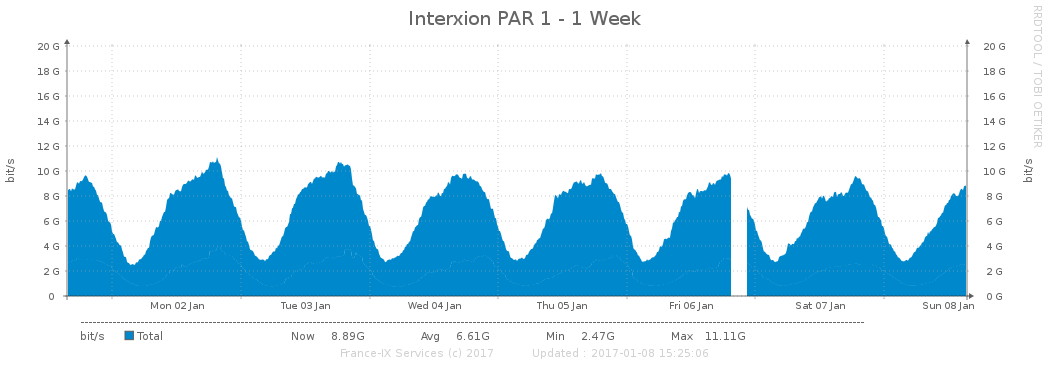 Interxion PAR 1 - 1 Week
RRDTOOL / TOBI OETIKER
bit/s
bit/s
20 G 20 G
18 G 18 G
16 G 16 G
14 G 14 G
12 G 12 G
10 G 10 G
8 G 8 G
6 G 6 G
4 G 4 G
2 G 2 G
0 0 G
Mon 02 Jan Tue 03 Jan Wed 04 Jan Thu 05 Jan Fri 06 Jan Sat 07 Jan Sun 08 Jan
bit/s Total Now 8.89G Avg 6.61G Min 2.47G Max 11.11G
France-IX Services (c) 2017 Updated : 2017-01-08 15:25:06